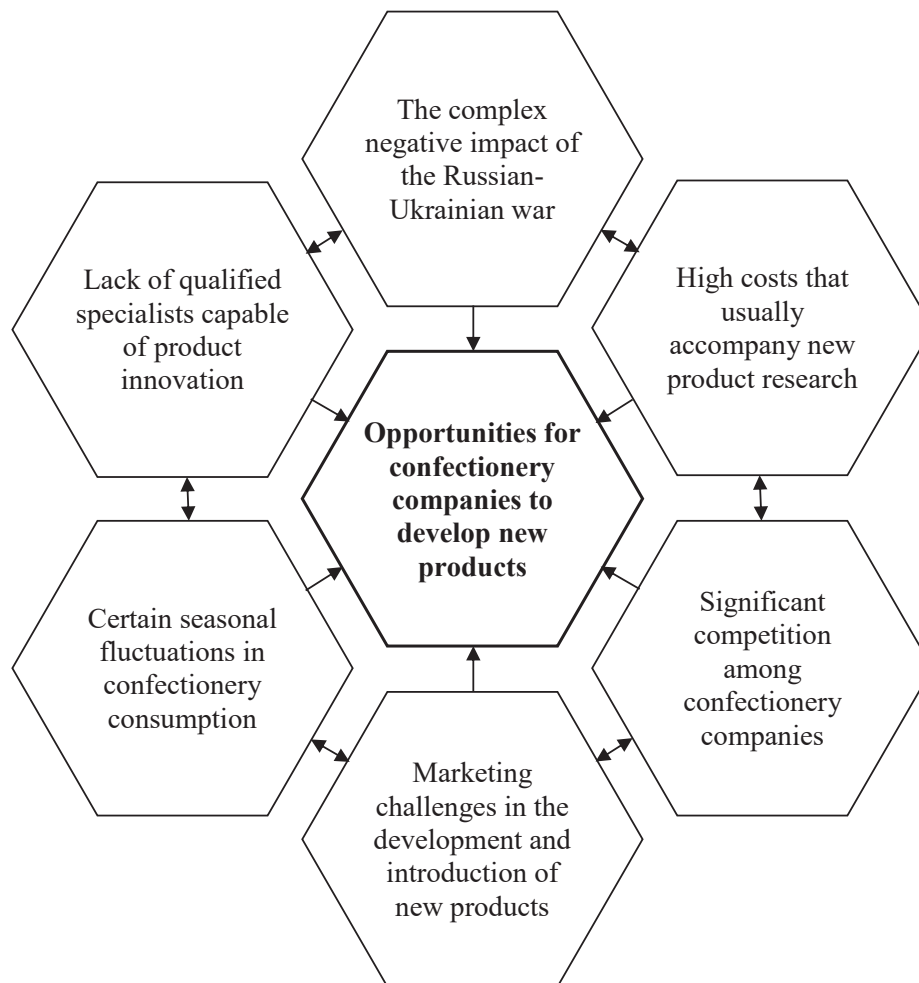 The complex
negative impact of
the Russian-
Ukrainian war
Lack of qualified
specialists capable
of product
innovation
High costs that
usually
accompany new
product research
Opportunities for
confectionery
companies to
develop new
products
Certain seasonal
fluctuations in
confectionery
consumption
Significant
competition
among
confectionery
companies
Marketing
challenges in the
development and
introduction of
new products